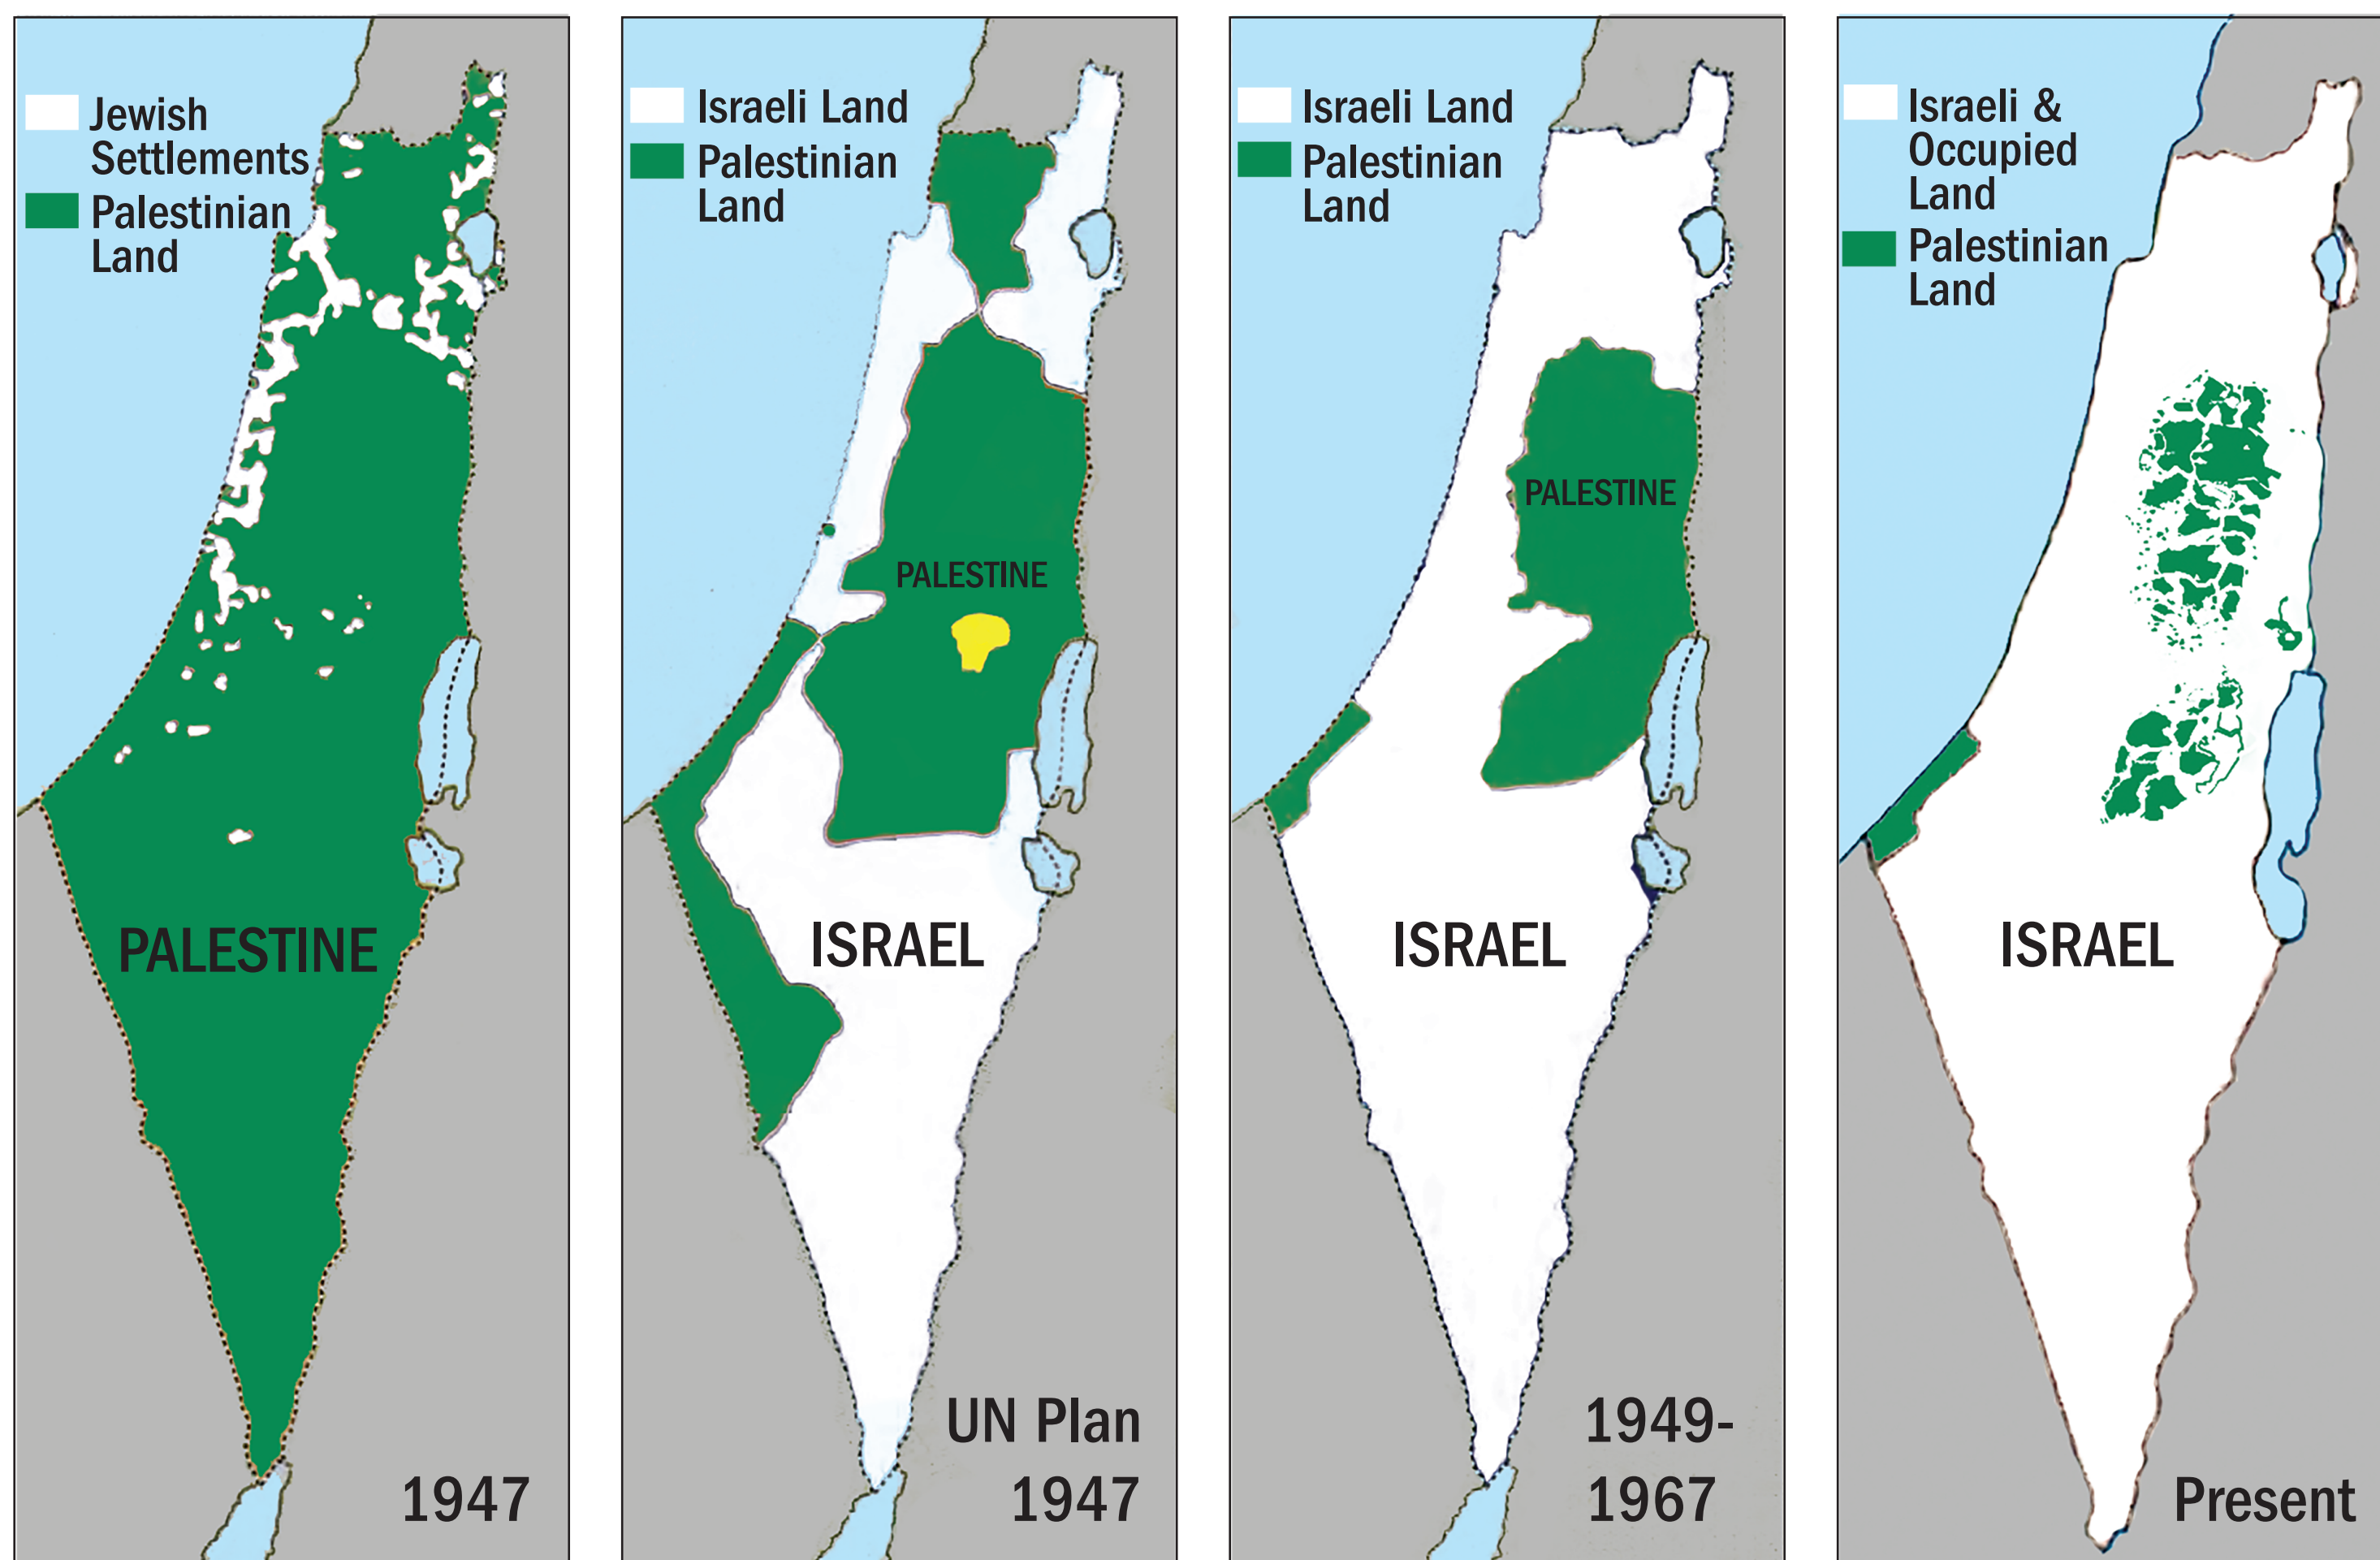 Jewish
Settlements
Palestinian
Land
PALESTINE
1947
Israeli Land
Palestinian
Land
PALESTINE
ISRAEL
UN Plan
1947
Israeli Land
Palestinian
Land
PALESTINE
ISRAEL
1949-
1967
Israeli &
Occupied
Land
Palestinian
Land
ISRAEL
Present